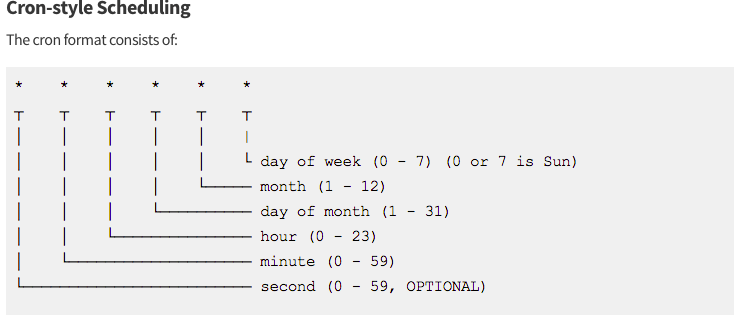 Cron-style Scheduling
The cron format consists of:
* * * * * *
day of week (0 - 7) (0 or 7 is Sun)
month (1 - 12)
day of month (1 - 31)
hour (0 - 23)
minute (0 - 59)
second (0 - 59, OPTIONAL)